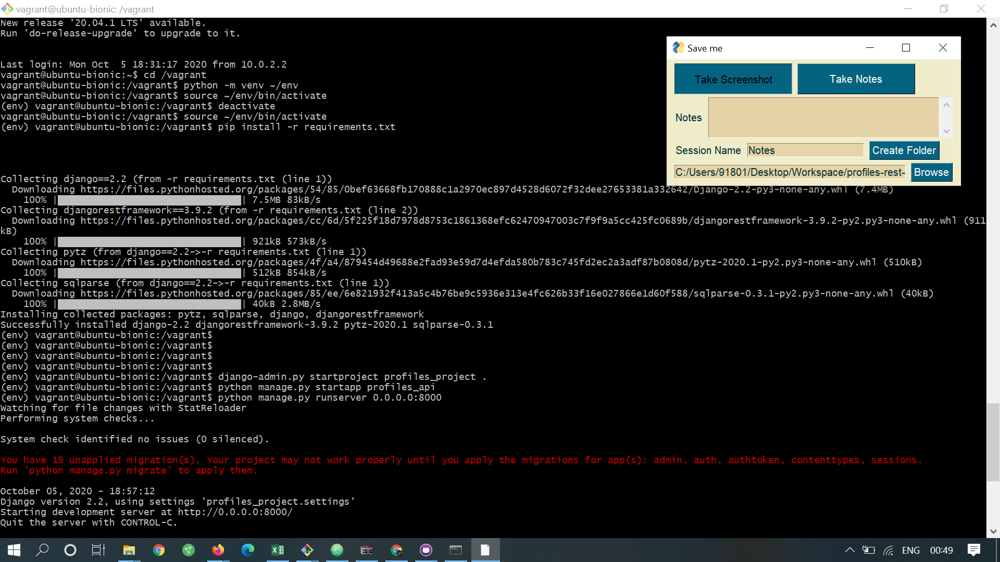 vagrant@ubuntu-bionic: /vagrant
New release '20.04.1 LTS' available.
Run 'do-release-upgrade' to upgrade to it.
Last login: Mon Oct  5 18:31:17 2020 from 10.0.2.2
vagrant@ubuntu-bionic:~$ cd /vagrant
vagrant@ubuntu-bionic:/vagrant$ python -m venv ~/env
vagrant@ubuntu-bionic:/vagrant$ source ~/env/bin/activate
(env) vagrant@ubuntu-bionic:/vagrant$ deactivate
vagrant@ubuntu-bionic:/vagrant$ source ~/env/bin/activate
(env) vagrant@ubuntu-bionic:/vagrant$ pip install -r requirements.txt
Save me
Take Screenshot
Take Notes
Notes
Session Name
Notes
Create Folder
C:/Users/91801/Desktop/Workspace/profiles-rest-
Browse
Collecting django==2.2 (from -r requirements.txt (line 1))
  Downloading https://files.pythonhosted.org/packages/54/85/0bef63668fb170888c1a2970ec897d4528d6072f32dee27653381a332642/Django-2.2-py3-none-any.whl (7.4MB)
    100% || 7.5MB 83kB/s
Collecting djangorestframework==3.9.2 (from -r requirements.txt (line 2))
  Downloading https://files.pythonhosted.org/packages/cc/6d/5f225f18d7978d8753c1861368efc62470947003c7f9f9a5cc425fc0689b/djangorestframework-3.9.2-py2.py3-none-any.whl (911
kB)
    100% || 921kB 573kB/s
Collecting pytz (from django==2.2->-r requirements.txt (line 1))
  Downloading https://files.pythonhosted.org/packages/4f/a4/879454d49688e2fad93e59d7d4efda580b783c745fd2ec2a3adf87b0808d/pytz-2020.1-py2.py3-none-any.whl (510kB)
    100% || 512kB 854kB/s
Collecting sqlparse (from django==2.2->-r requirements.txt (line 1))
  Downloading https://files.pythonhosted.org/packages/85/ee/6e821932f413a5c4b76be9c5936e313e4fc626b33f16e027866e1d60f588/sqlparse-0.3.1-py2.py3-none-any.whl (40kB)
    100% || 40kB 2.8MB/s
Installing collected packages: pytz, sqlparse, django, djangorestframework
Successfully installed django-2.2 djangorestframework-3.9.2 pytz-2020.1 sqlparse-0.3.1
(env) vagrant@ubuntu-bionic:/vagrant$
(env) vagrant@ubuntu-bionic:/vagrant$
(env) vagrant@ubuntu-bionic:/vagrant$
(env) vagrant@ubuntu-bionic:/vagrant$
(env) vagrant@ubuntu-bionic:/vagrant$ django-admin.py startproject profiles_project .
(env) vagrant@ubuntu-bionic:/vagrant$ python manage.py startapp profiles_api
(env) vagrant@ubuntu-bionic:/vagrant$ python manage.py runserver 0.0.0.0:8000
Watching for file changes with StatReloader
Performing system checks...
System check identified no issues (0 silenced).
You have 19 unapplied migration(s). Your project may not work properly until you apply the migrations for app(s): admin, auth, authtoken, contenttypes, sessions.
Run 'python manage.py migrate' to apply them.
October 05, 2020 - 18:57:12
Django version 2.2, using settings 'profiles_project.settings'
Starting development server at http://0.0.0.0:8000/
Quit the server with CONTROL-C.
ENG
00:49